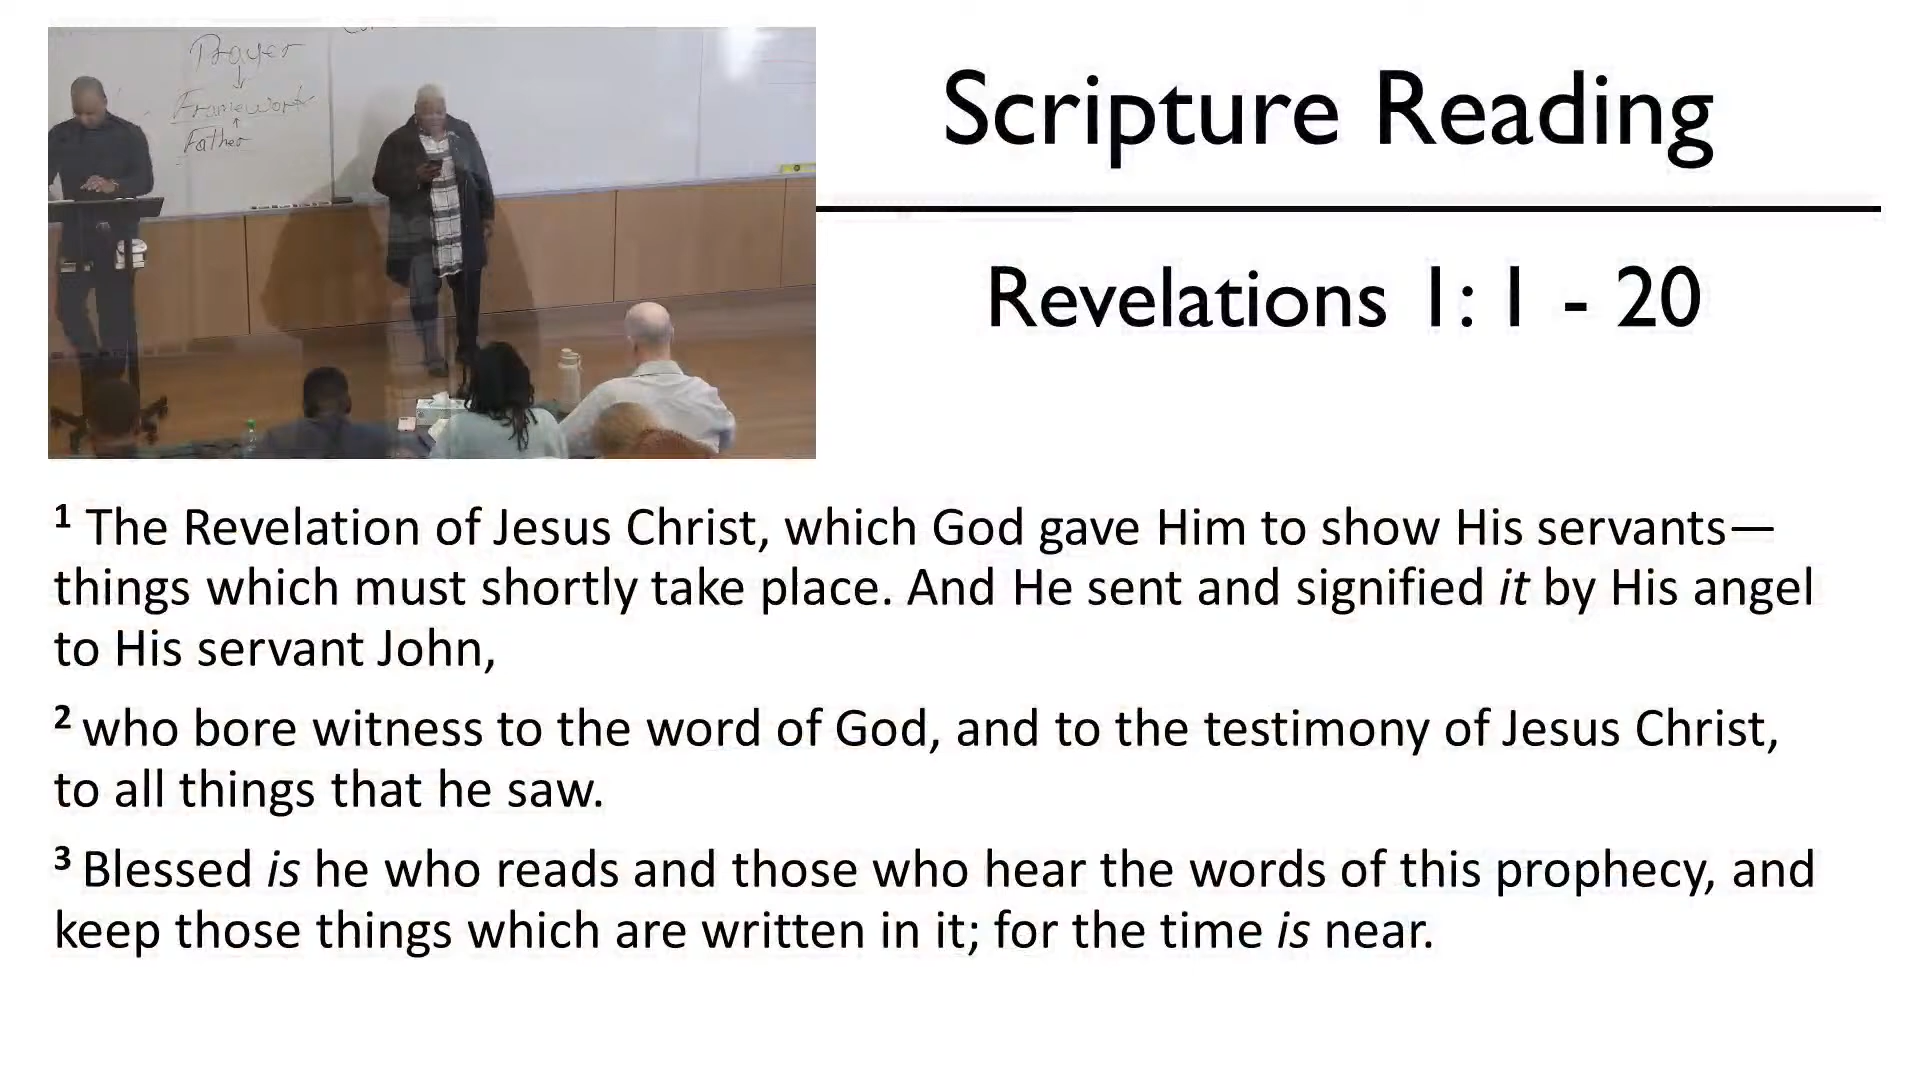 Prayer
Framework
Father
Scripture Reading
Revelations 1: 1 - 20
1 The Revelation of Jesus Christ, which God gave Him to show His servants—
things which must shortly take place. And He sent and signified it by His angel
to His servant John,
2 who bore witness to the word of God, and to the testimony of Jesus Christ,
to all things that he saw.
3 Blessed is he who reads and those who hear the words of this prophecy, and
keep those things which are written in it; for the time is near.